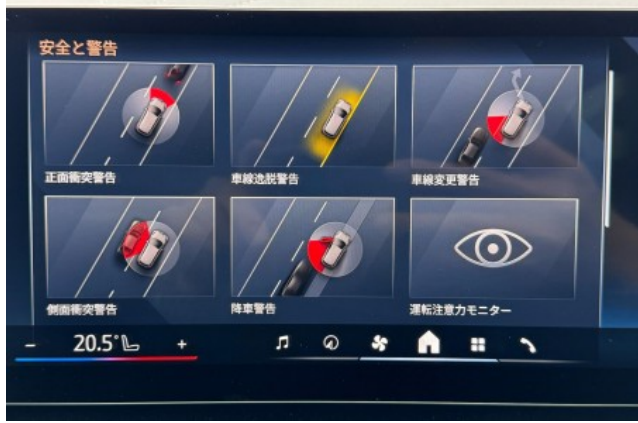 安全と警告
正面衝突警告
車線逸脱警告
車線変更警告
側面衝突警告
降車警告
運転注意力モニター
- 20.5° +